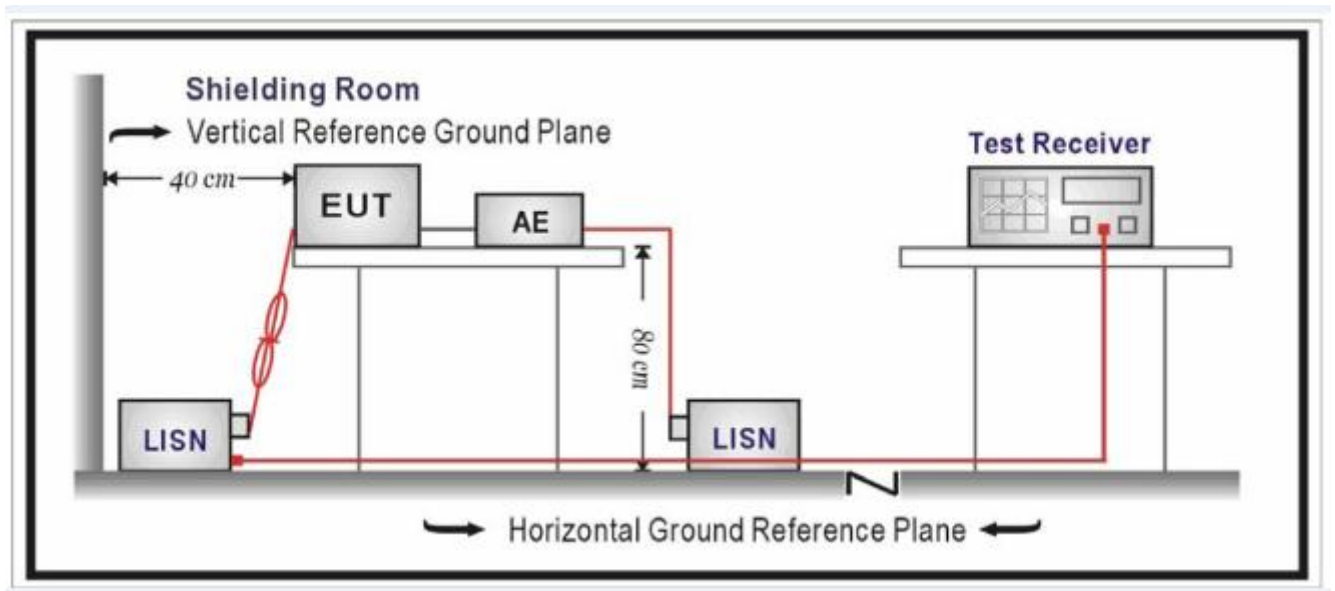 Shielding Room
Vertical Reference Ground Plane
Test Receiver
40 cm
EUT
AE
80 cm
LISN
LISN
Horizontal Ground Reference Plane